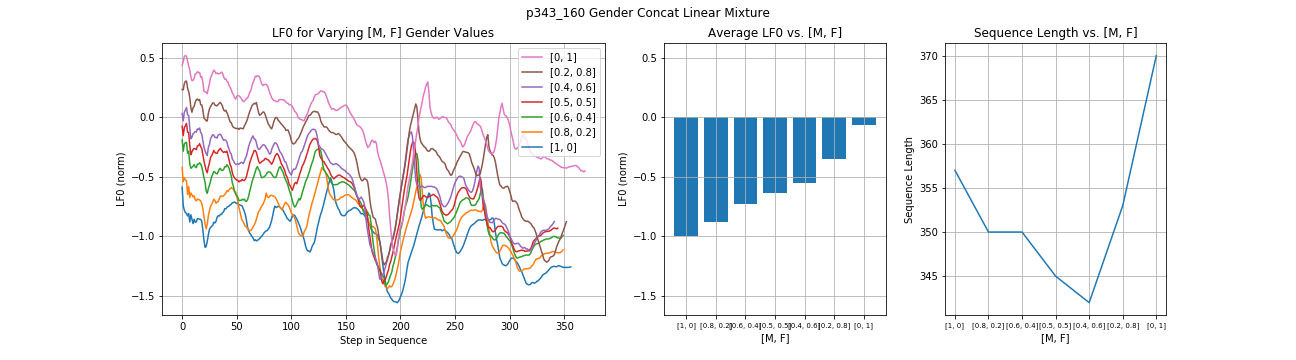 p343_160 Gender Concat Linear Mixture
LF0 for Varying [M, F] Gender Values
LF0 (norm)
0.5
0.0
−0.5
−1.0
−1.5
0 50 100 150 200 250 300 350
Step in Sequence
[0, 1]
[0.2, 0.8]
[0.4, 0.6]
[0.5, 0.5]
[0.6, 0.4]
[0.8, 0.2]
[1, 0]
Average LF0 vs. [M, F]
LF0 (norm)
0.5
0.0
−0.5
−1.0
−1.5
[1, 0] [0.8, 0.2] [0.6, 0.4] [0.5, 0.5] [0.4, 0.6] [0.2, 0.8] [0, 1]
[M, F]
Sequence Length vs. [M, F]
Sequence Length
370
365
360
355
350
345
[1, 0] [0.8, 0.2] [0.6, 0.4] [0.5, 0.5] [0.4, 0.6] [0.2, 0.8] [0, 1]
[M, F]